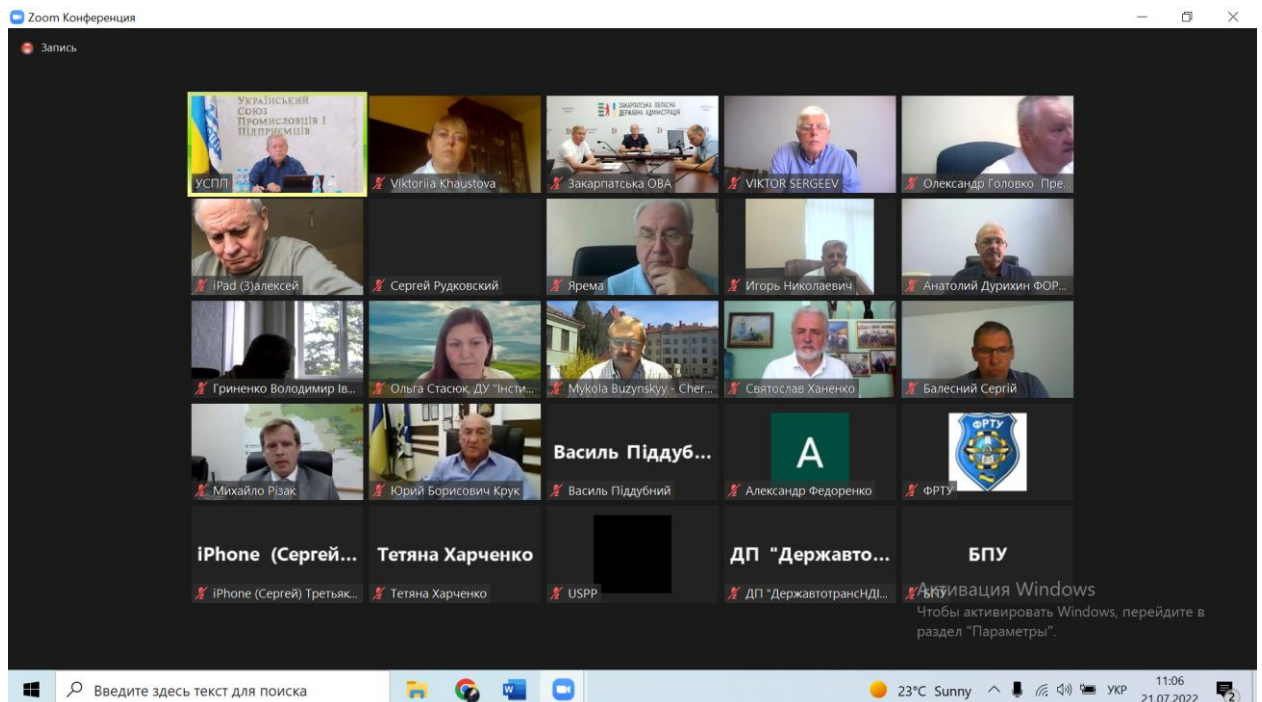 Zoom Конференция
Запись
УКРАЇНСЬКИЙ
СОЮЗ
ПРОМИСЛОВЦІВ І
ПІДПРИЄМЦІВ
УСПП
Viktoriia Khaustova
ЗАКАРПАТСЬКА ОБЛАСНА
ДЕРЖАВНА АДМІНІСТРАЦІЯ
Закарпатська ОВА
VIKTOR SERGEEV
Олександр Головко Пре...
iPad (3)алексей
Сергей Рудковский
Ярема
Игорь Николаевич
Анатолий Дурихин ФОР...
Гриненко Володимир Ів...
Ольга Стасюк, ДУ "Інсти...
Mykola Buzynskyy - Cher...
Святослав Ханенко
Балесний Сергій
Михайло Різак
Юрий Борисович Крук
Василь Піддуб...
Василь Піддубний
А
Александр Федоренко
ФРТУ
ФРТУ
iPhone (Сергей...
iPhone (Сергей) Третьяк...
Тетяна Харченко
Тетяна Харченко
USPP
ДП "Державто...
ДП "ДержавтотрансНДІ...
БПУ
БПУ
Активация Windows
Чтобы активировать Windows, перейдите в
раздел "Параметры".
Введите здесь текст для поиска
23°C Sunny
УКР
11:06
21.07.2022
2